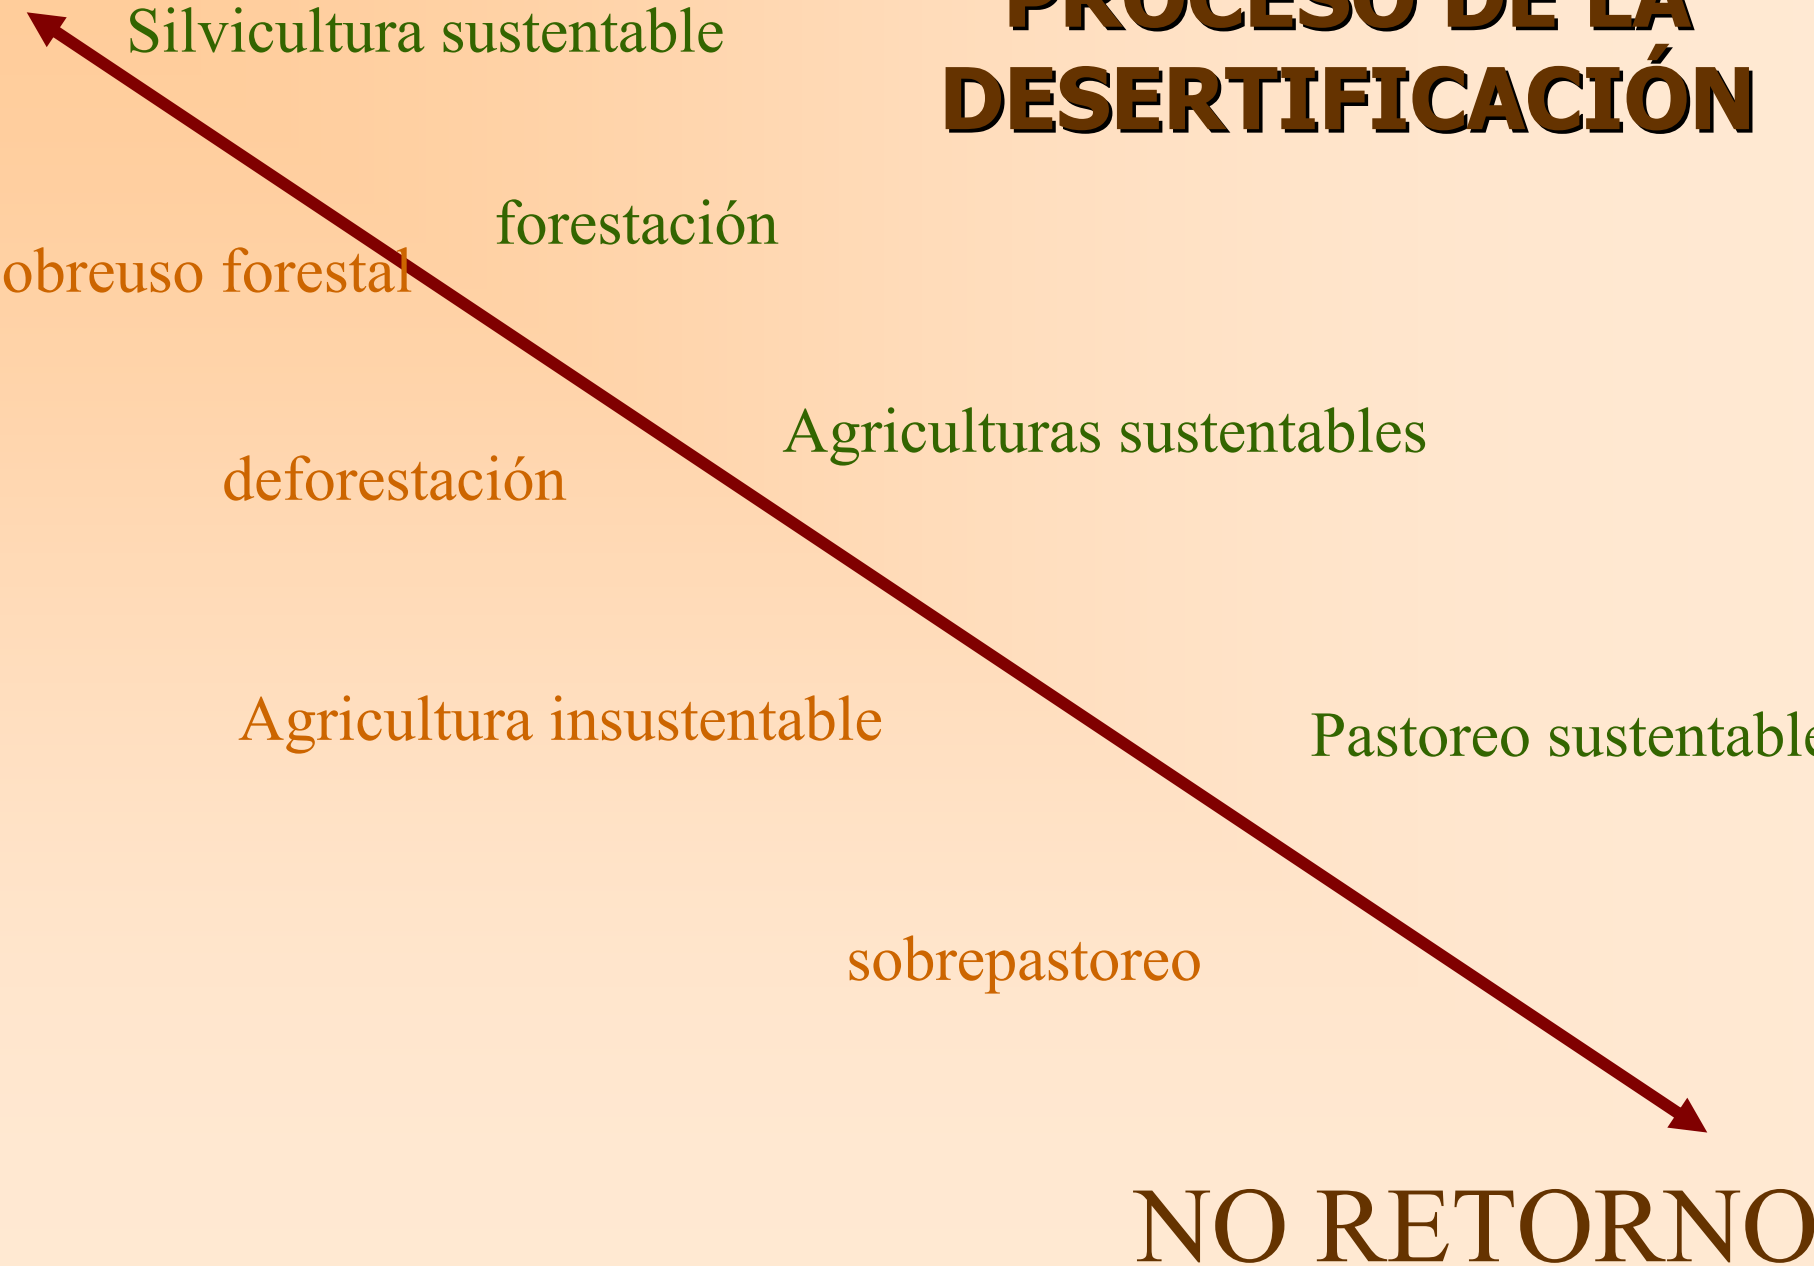 PROCESO DE LA
DESERTIFICACIÓN
Silvicultura sustentable
forestación
obreuso forestal
Agriculturas sustentables
deforestación
Agricultura insustentable
Pastoreo sustentable
sobrepastoreo
NO RETORNO